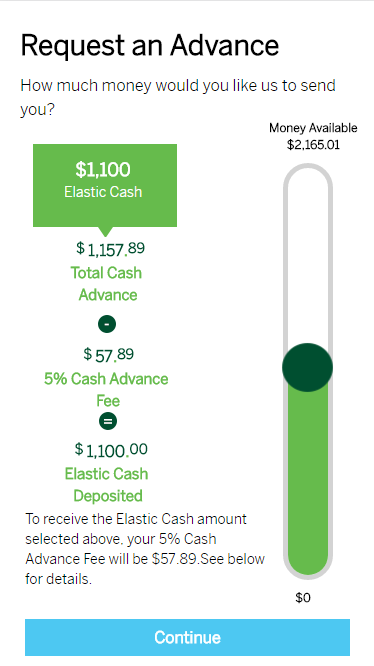 Request an Advance
How much money would you like us to send
you?
Money Available
$2,165.01
$1,100
Elastic Cash
$1,157.89
Total Cash
Advance
-
$57.89
5% Cash Advance
Fee
=
$1,100.00
Elastic Cash
Deposited
To receive the Elastic Cash amount
selected above, your 5% Cash
Advance Fee will be $57.89.See below
for details.
$0
Continue